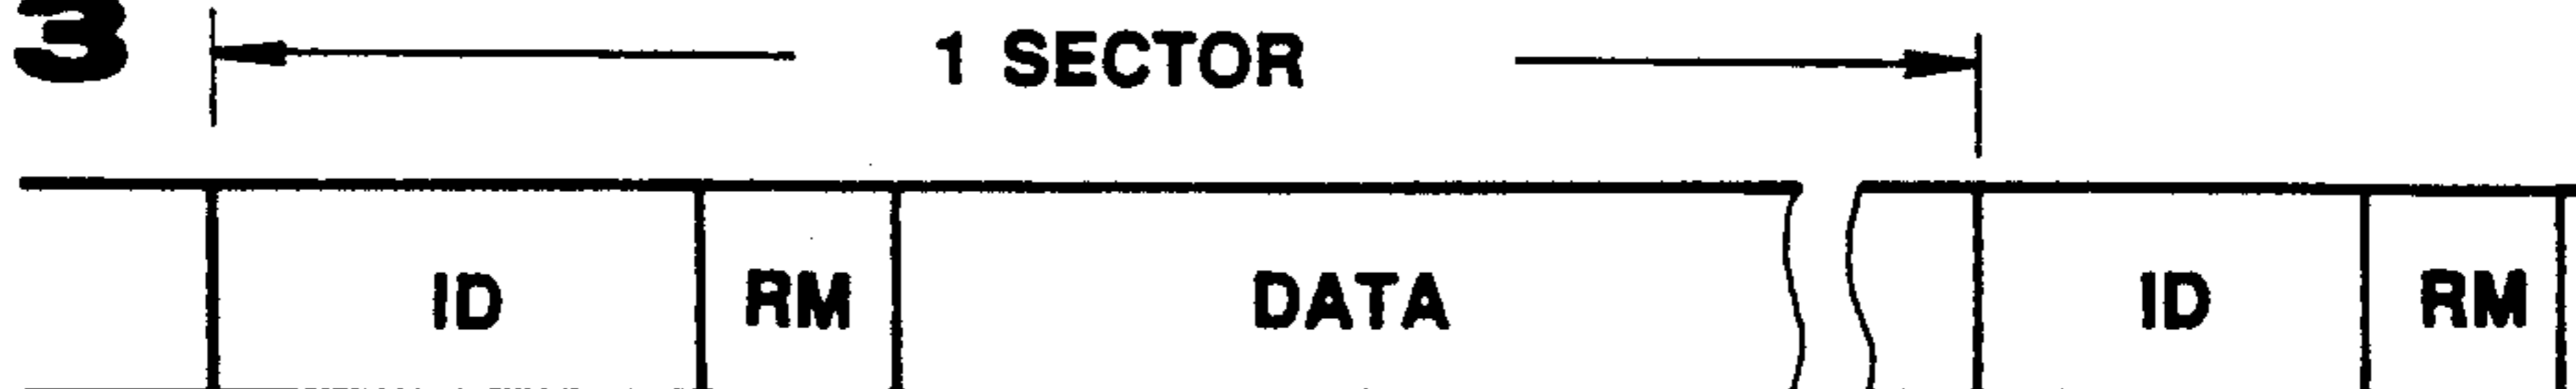 3
1 SECTOR
ID RM DATA ID RM